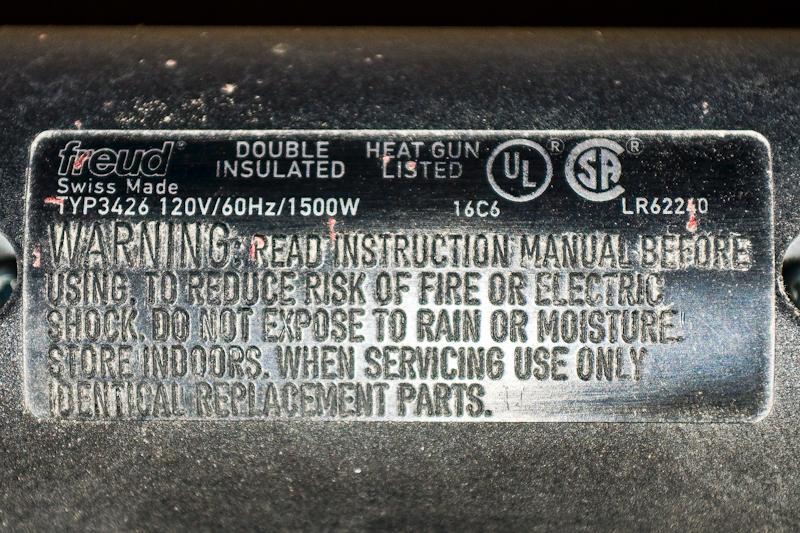 freud® DOUBLE HEAT GUN UL® SA®
Swiss Made INSULATED LISTED
TYP3426 120V/60Hz/1500W 16C6 LR62240
WARNING: READ INSTRUCTION MANUAL BEFORE
USING. TO REDUCE RISK OF FIRE OR ELECTRIC
SHOCK. DO NOT EXPOSE TO RAIN OR MOISTURE.
STORE INDOORS. WHEN SERVICING USE ONLY
IDENTICAL REPLACEMENT PARTS.